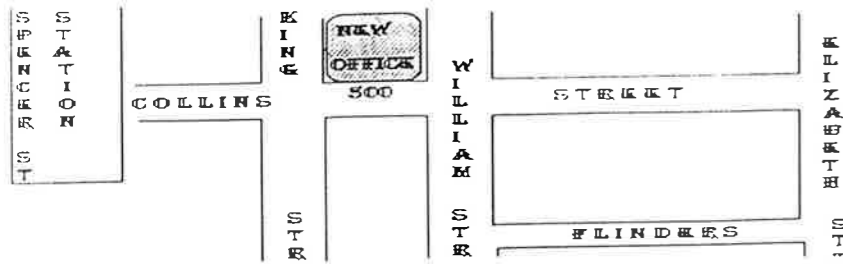 SPENCER ST
STATION
COLLINS
KING
STR
NEW
OFFICE
500
WILLIAM STR
STREET
FLINDERS
ELIZABETH